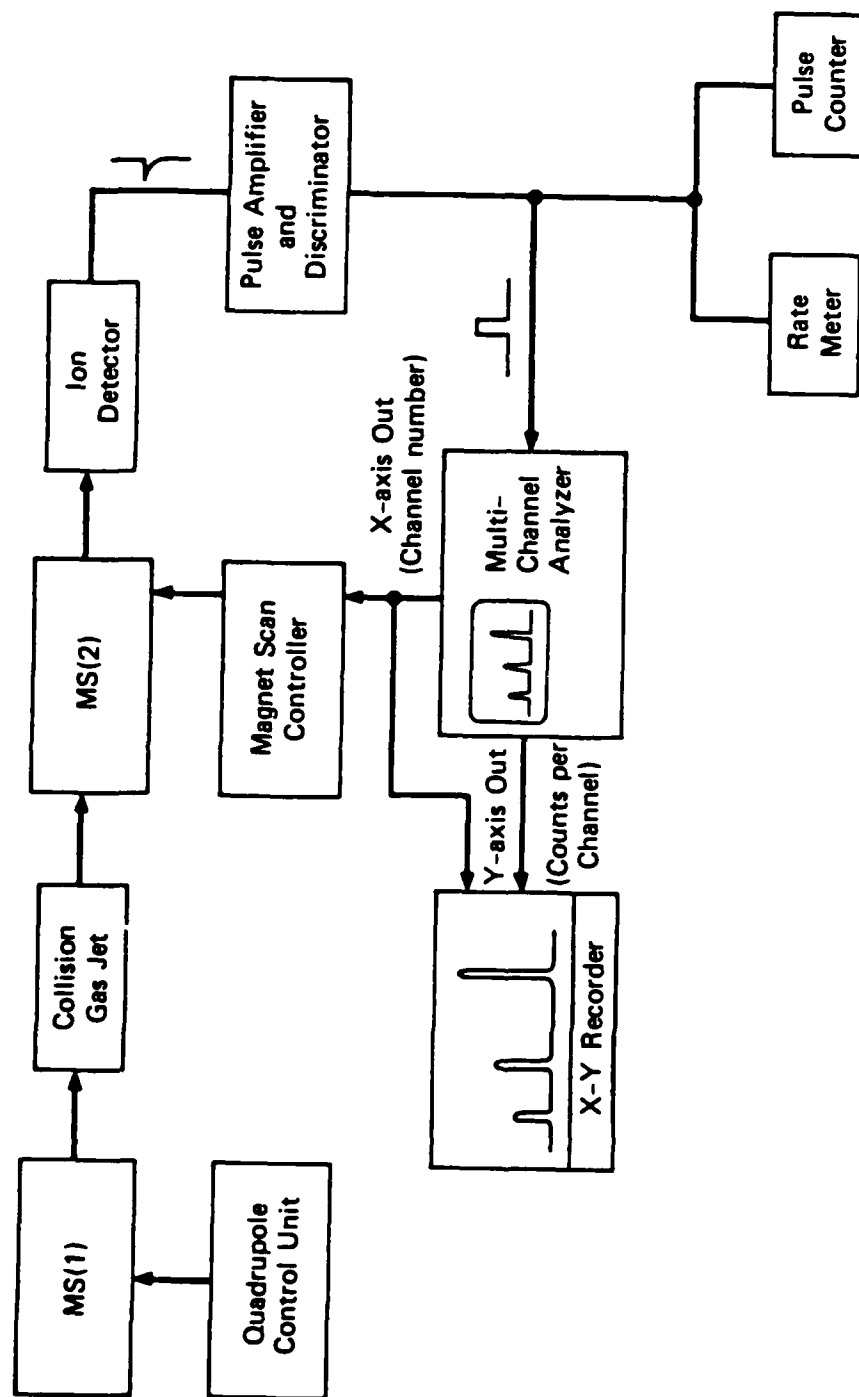 MS(1)
Quadrupole
Control Unit
Collision
Gas Jet
MS(2)
Magnet Scan
Controller
Ion
Detector
Pulse Amplifier
and
Discriminator
X-axis Out
(Channel number)
Multi-
Channel
Analyzer
Y-axis Out
(Counts per
Channel)
X-Y Recorder
Rate
Meter
Pulse
Counter